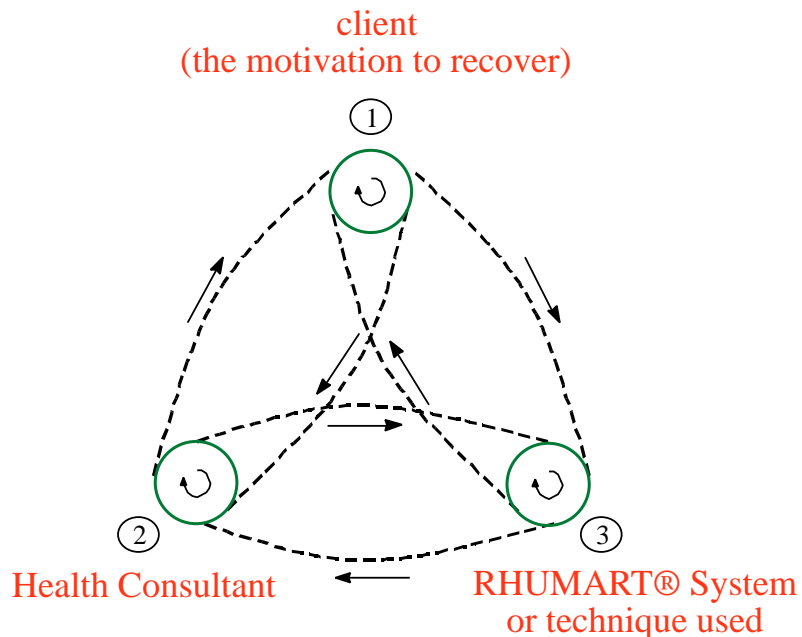 client
(the motivation to recover)
1
2
3
Health Consultant
RHUMART® System
or technique used